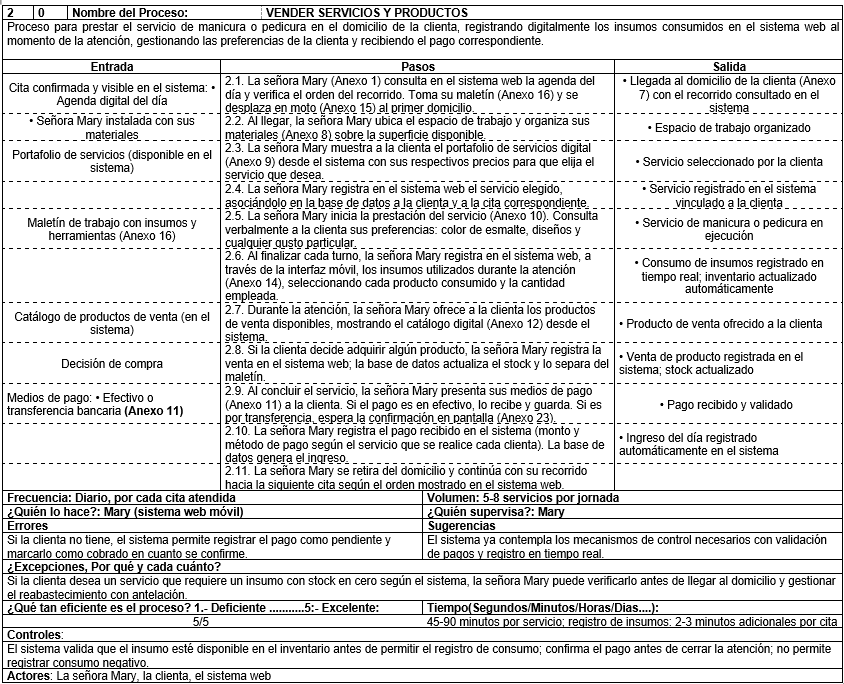 2 0 Nombre del Proceso: VENDER SERVICIOS Y PRODUCTOS
Proceso para prestar el servicio de manicura o pedicura en el domicilio de la clienta, registrando digitalmente los insumos consumidos en el sistema web al
momento de la atención, gestionando las preferencias de la clienta y recibiendo el pago correspondiente.
Entrada Pasos Salida
Cita confirmada y visible en el sistema: •
Agenda digital del día
2.1. La señora Mary (Anexo 1) consulta en el sistema web la agenda del
día y verifica el orden del recorrido. Toma su maletín (Anexo 16) y se
desplaza en moto (Anexo 15) al primer domicilio.
• Llegada al domicilio de la clienta (Anexo
7) con el recorrido consultado en el
sistema
• Señora Mary instalada con sus
materiales
2.2. Al llegar, la señora Mary ubica el espacio de trabajo y organiza sus
materiales (Anexo 8) sobre la superficie disponible.
• Espacio de trabajo organizado
Portafolio de servicios (disponible en el
sistema)
2.3. La señora Mary muestra a la clienta el portafolio de servicios digital
(Anexo 9) desde el sistema con sus respectivos precios para que elija el
servicio que desea.
• Servicio seleccionado por la clienta
2.4. La señora Mary registra en el sistema web el servicio elegido,
asociándolo en la base de datos a la clienta y a la cita correspondiente.
• Servicio registrado en el sistema
vinculado a la clienta
Maletín de trabajo con insumos y
herramientas (Anexo 16)
2.5. La señora Mary inicia la prestación del servicio (Anexo 10). Consulta
verbalmente a la clienta sus preferencias: color de esmalte, diseños y
cualquier gusto particular.
• Servicio de manicura o pedicura en
ejecución
2.6. Al finalizar cada turno, la señora Mary registra en el sistema web, a
través de la interfaz móvil, los insumos utilizados durante la atención
(Anexo 14), seleccionando cada producto consumido y la cantidad
empleada.
• Consumo de insumos registrado en
tiempo real; inventario actualizado
automáticamente
Catálogo de productos de venta (en el
sistema)
2.7. Durante la atención, la señora Mary ofrece a la clienta los productos
de venta disponibles, mostrando el catálogo digital (Anexo 12) desde el
sistema.
• Producto de venta ofrecido a la clienta
Decisión de compra
2.8. Si la clienta decide adquirir algún producto, la señora Mary registra la
venta en el sistema web; la base de datos actualiza el stock y lo separa del
maletín.
• Venta de producto registrada en el
sistema; stock actualizado
Medios de pago: • Efectivo o
transferencia bancaria (Anexo 11)
2.9. Al concluir el servicio, la señora Mary presenta sus medios de pago
(Anexo 11) a la clienta. Si el pago es en efectivo, lo recibe y guarda. Si es
por transferencia, espera la confirmación en pantalla (Anexo 23).
• Pago recibido y validado
2.10. La señora Mary registra el pago recibido en el sistema (monto y
método de pago según el servicio que se realice cada clienta). La base de
datos genera el ingreso.
• Ingreso del día registrado
automáticamente en el sistema
2.11. La señora Mary se retira del domicilio y continúa con su recorrido
hacia la siguiente cita según el orden mostrado en el sistema web.
Frecuencia: Diario, por cada cita atendida Volumen: 5-8 servicios por jornada
¿Quién lo hace?: Mary (sistema web móvil) ¿Quién supervisa?: Mary
Errores Sugerencias
Si la clienta no tiene, el sistema permite registrar el pago como pendiente y
marcarlo como cobrado en cuanto se confirme.
El sistema ya contempla los mecanismos de control necesarios con validación
de pagos y registro en tiempo real.
¿Excepciones, Por qué y cada cuánto?
Si la clienta desea un servicio que requiere un insumo con stock en cero según el sistema, la señora Mary puede verificarlo antes de llegar al domicilio y gestionar
el reabastecimiento con antelación.
¿Qué tan eficiente es el proceso? 1.- Deficiente ...........5:- Excelente: Tiempo(Segundos/Minutos/Horas/Dias....):
5/5 45-90 minutos por servicio; registro de insumos: 2-3 minutos adicionales por cita
Controles:
El sistema valida que el insumo esté disponible en el inventario antes de permitir el registro de consumo; confirma el pago antes de cerrar la atención; no permite
registrar consumo negativo.
Actores: La señora Mary, la clienta, el sistema web